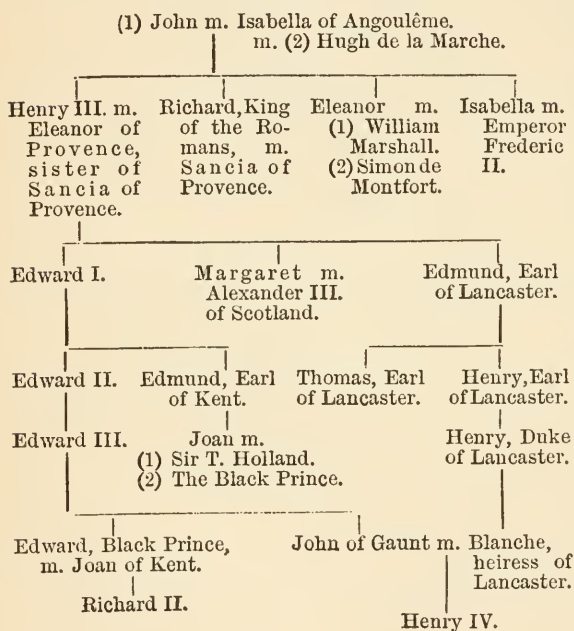 (1) John m. Isabella of Angoulême.
m. (2) Hugh de la Marche.
Henry III. m.
Eleanor of
Provence,
sister of
Sancia of
Provence.
Richard, King
of the Ro-
mans, m.
Sancia of
Provence.
Eleanor m.
(1) William
Marshall.
(2) Simon de
Montfort.
Isabella m.
Emperor
Frederic
II.
Edward I.
Margaret m.
Alexander III.
of Scotland.
Edmund, Earl
of Lancaster.
Edward II.
Edmund, Earl
of Kent.
Thomas, Earl
of Lancaster.
Henry, Earl
of Lancaster.
Edward III.
Joan m.
(1) Sir T. Holland.
(2) The Black Prince.
Henry, Duke
of Lancaster.
Edward, Black Prince,
m. Joan of Kent.
John of Gaunt m. Blanche,
heiress of
Lancaster.
Richard II.
Henry IV.